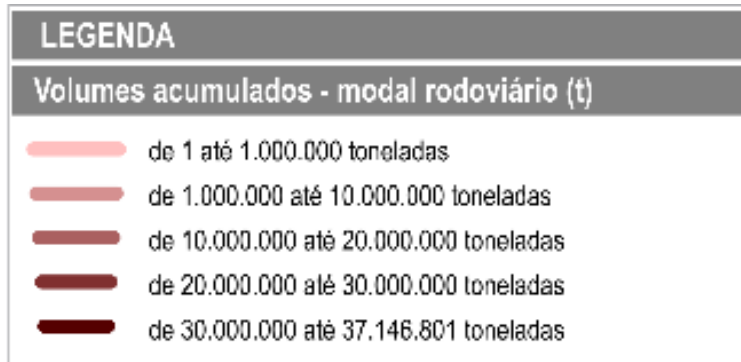 LEGENDA
Volumes acumulados - modal rodoviário (t)
de 1 até 1.000.000 toneladas
de 1.000.000 até 10.000.000 toneladas
de 10.000.000 até 20.000.000 toneladas
de 20.000.000 até 30.000.000 toneladas
de 30.000.000 até 37.146.801 toneladas